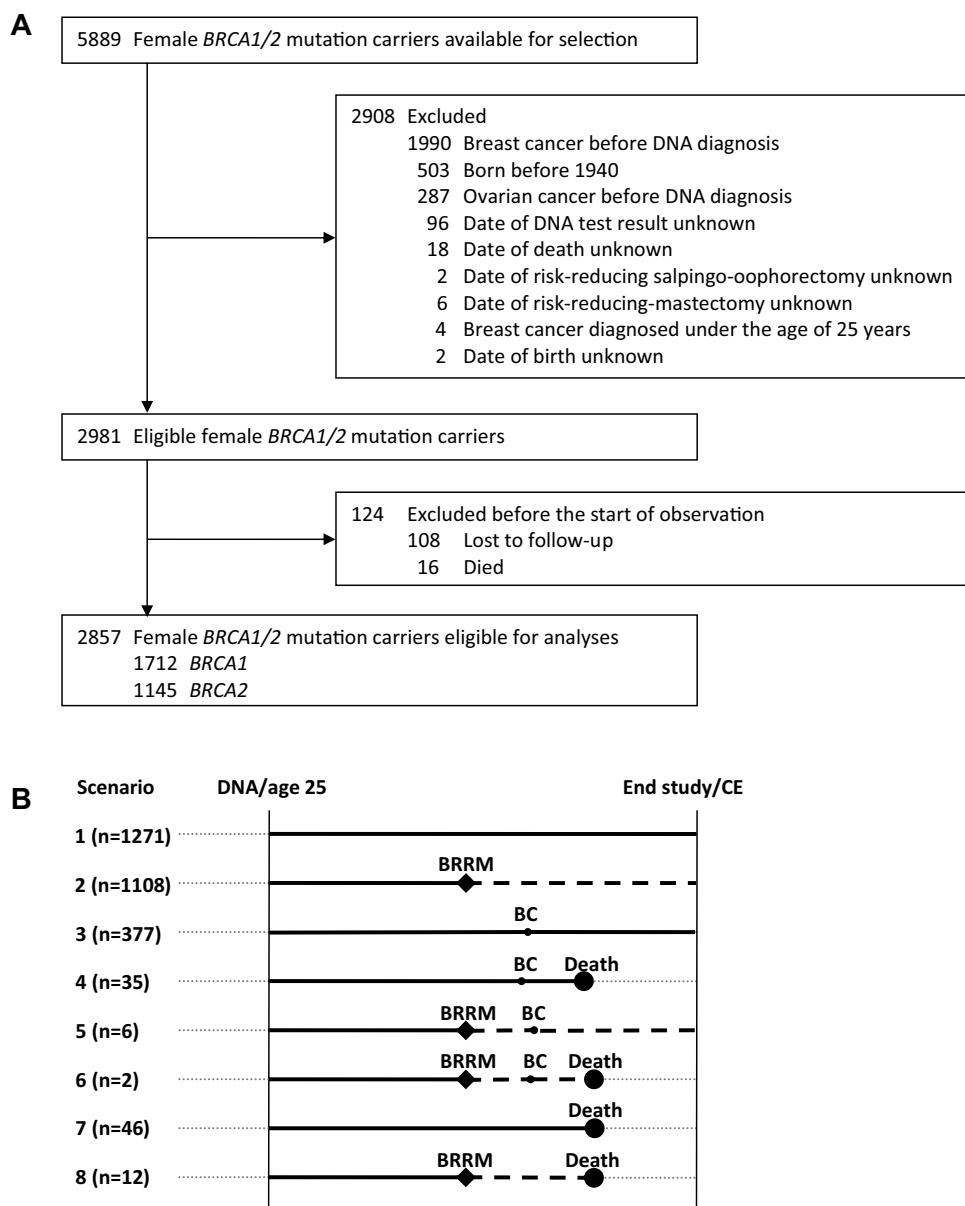 A
5889 Female BRCA1/2 mutation carriers available for selection
2908 Excluded
1990 Breast cancer before DNA diagnosis
503 Born before 1940
287 Ovarian cancer before DNA diagnosis
96 Date of DNA test result unknown
18 Date of death unknown
2 Date of risk-reducing salpingo-oophorectomy unknown
6 Date of risk-reducing-mastectomy unknown
4 Breast cancer diagnosed under the age of 25 years
2 Date of birth unknown
2981 Eligible female BRCA1/2 mutation carriers
124 Excluded before the start of observation
108 Lost to follow-up
16 Died
2857 Female BRCA1/2 mutation carriers eligible for analyses
1712 BRCA1
1145 BRCA2
B
Scenario DNA/age 25 End study/CE
1 (n=1271)
BRRM
2 (n=1108)
BC
3 (n=377)
BC Death
4 (n=35)
BRRM BC
5 (n=6)
BRRM BC Death
6 (n=2)
Death
7 (n=46)
BRRM Death
8 (n=12)